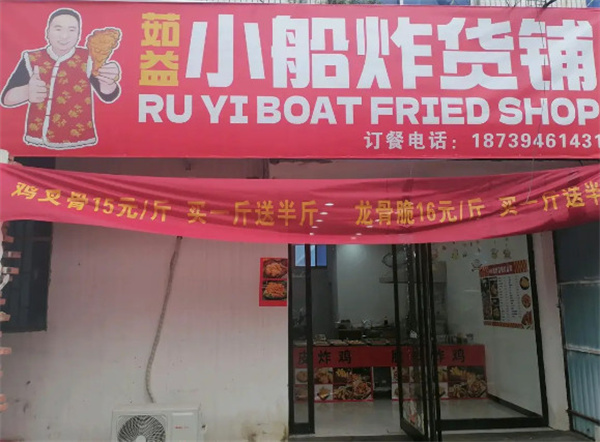 茹益
小船炸货铺
RU YI BOAT FRIED SHOP
订餐电话：18739461431
鸡叉骨15元/斤 买一斤送半斤 龙骨脆16元/斤 买一斤送半
炸鸡 炸鸡